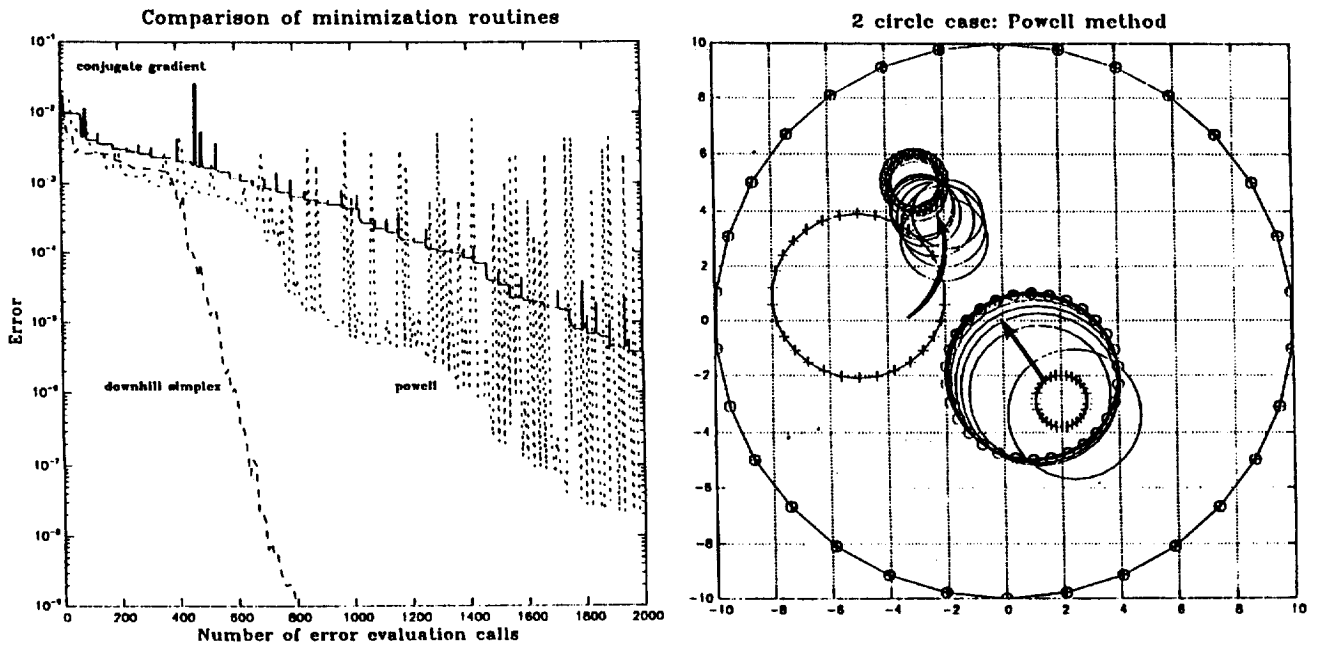 Comparison of minimization routines
10⁻¹
conjugate gradient
10⁻²
10⁻³
10⁻⁴
Error
10⁻⁵
10⁻⁶
downhill simplex
powell
10⁻⁷
10⁻⁸
10⁻⁹
0 200 400 600 800 1000 1200 1400 1600 1800 2000
Number of error evaluation calls
2 circle case: Powell method
10
8
6
4
2
0
-2
-4
-6
-8
-10
-10 -8 -6 -4 -2 0 2 4 6 8 10